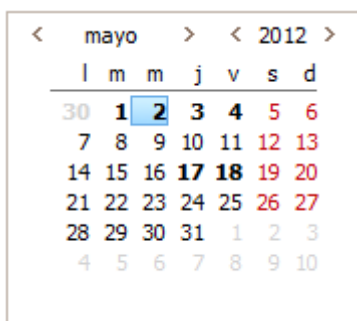 < mayo > < 2012 >
l m m j v s d
30 1 2 3 4 5 6
7 8 9 10 11 12 13
14 15 16 17 18 19 20
21 22 23 24 25 26 27
28 29 30 31 1 2 3
4 5 6 7 8 9 10